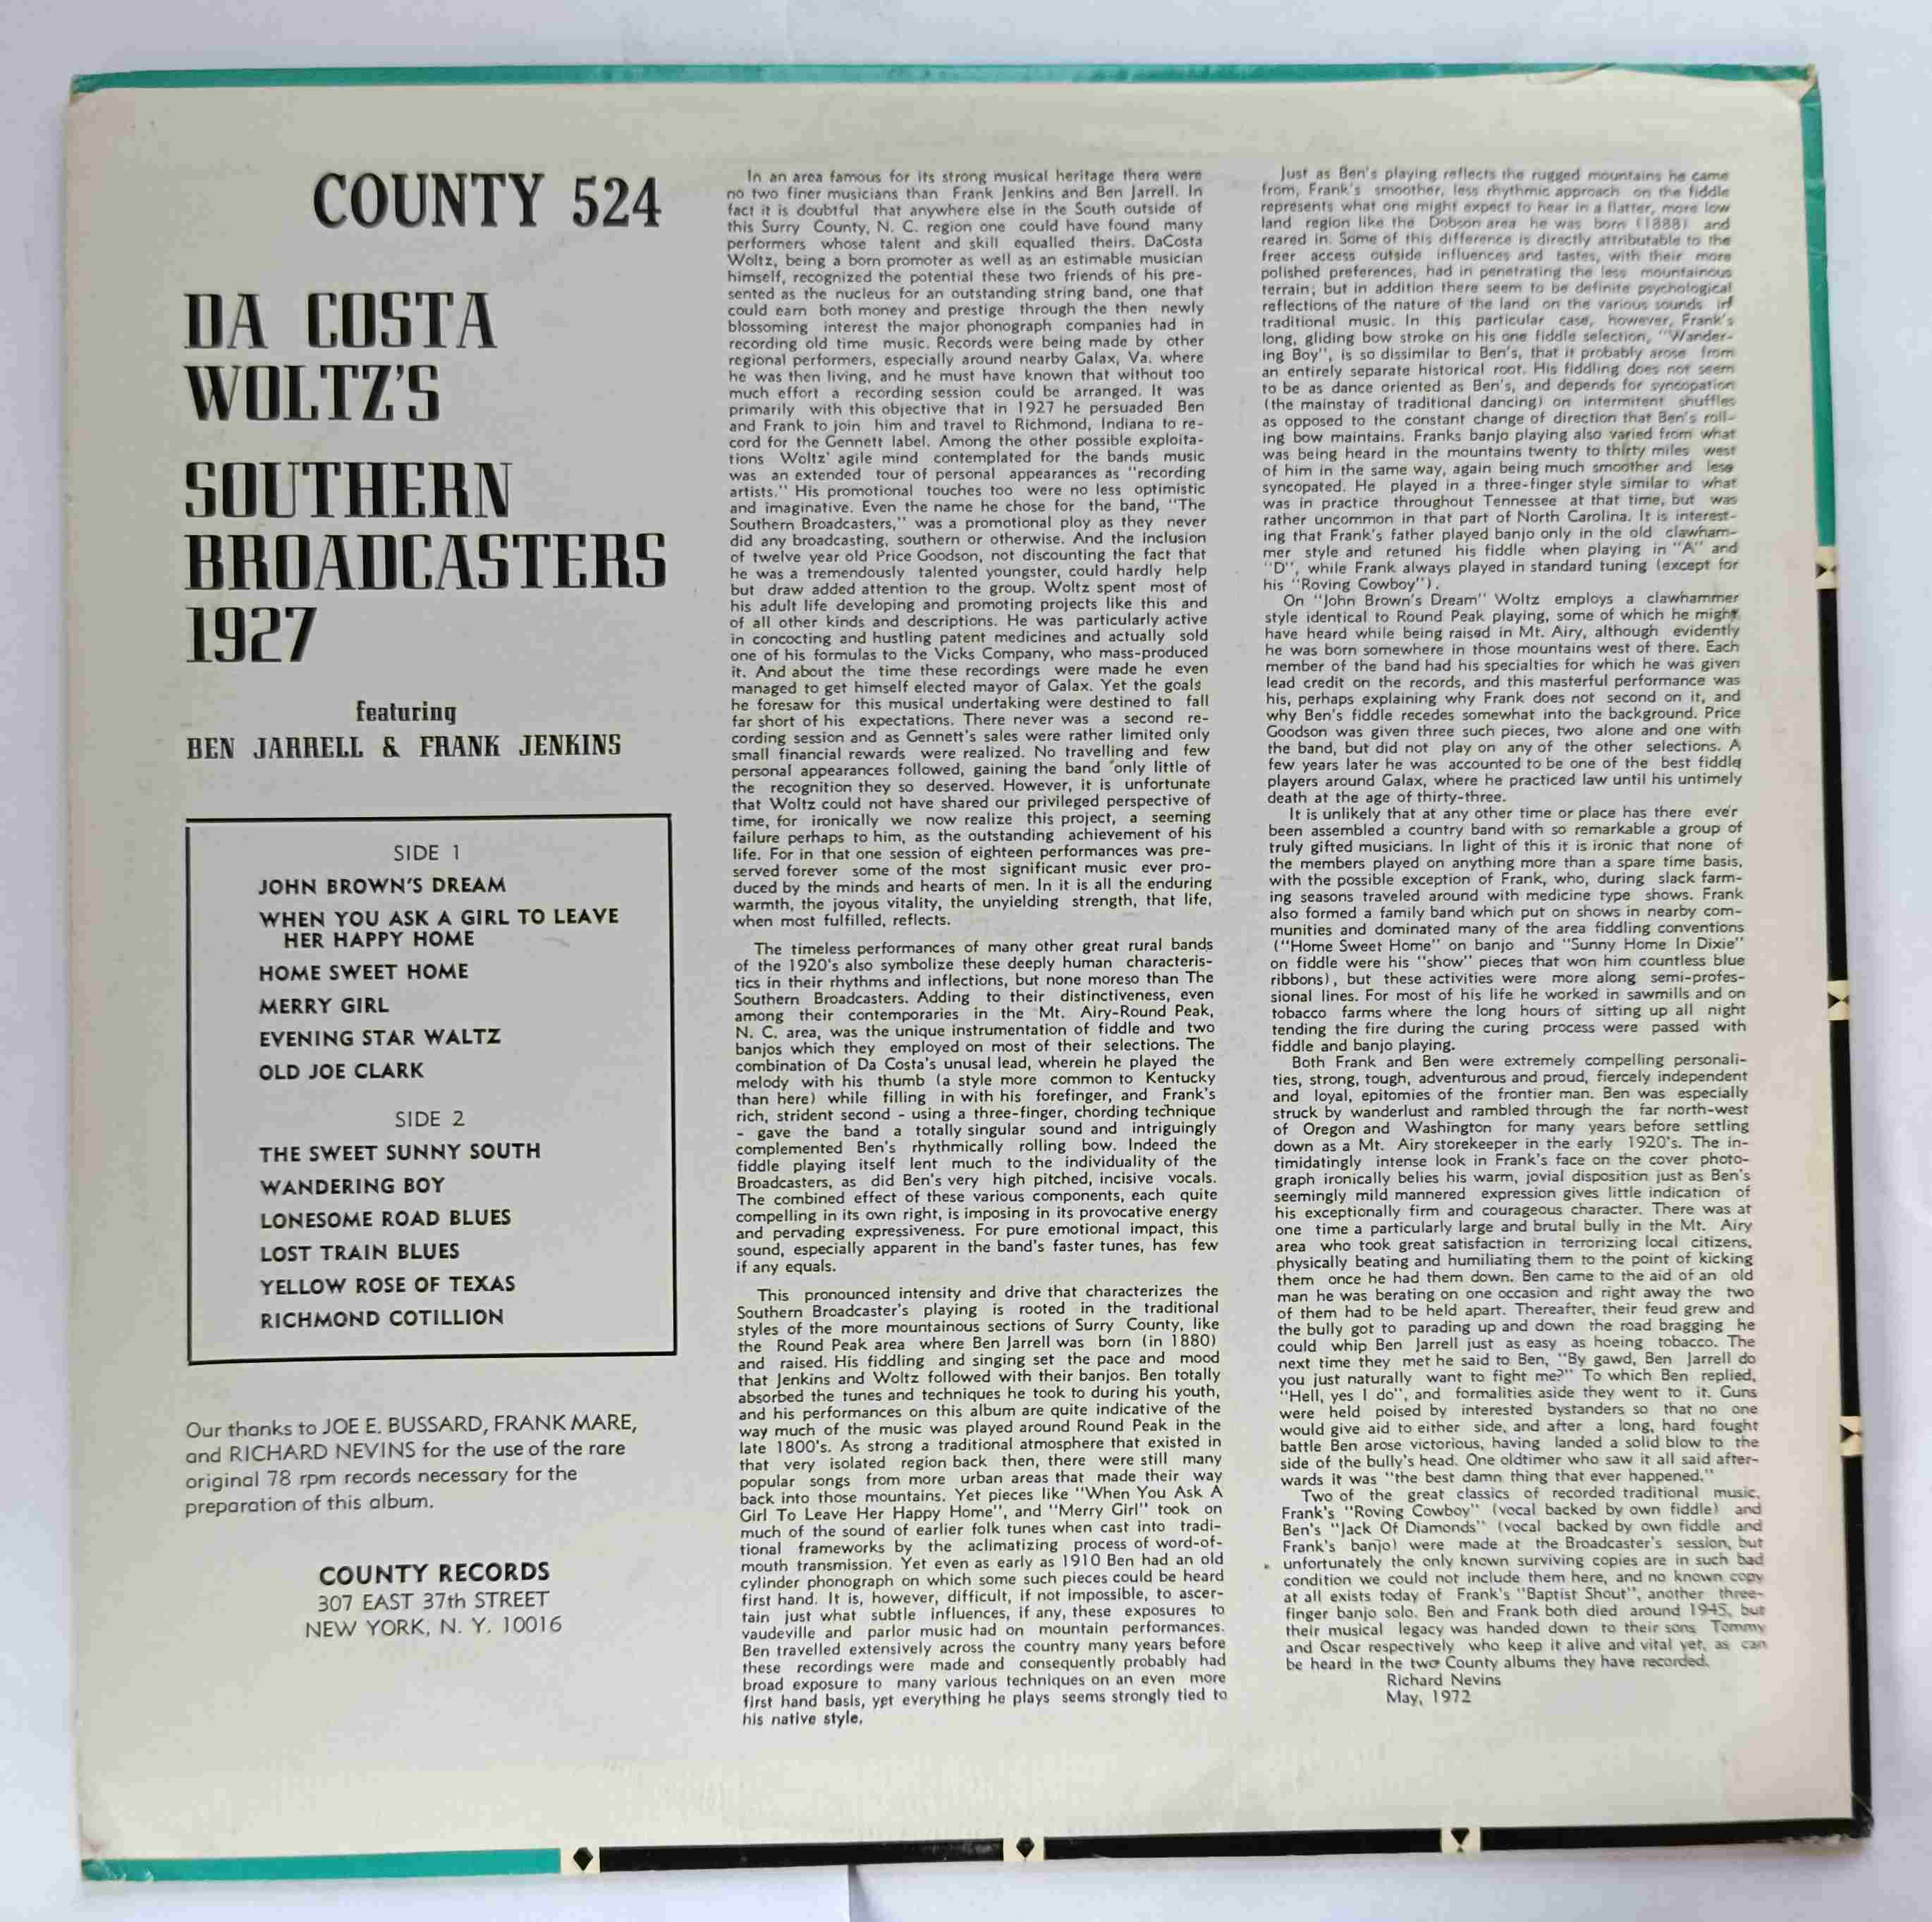 COUNTY 524
DA COSTA
WOLTZ'S
SOUTHERN
BROADCASTERS
1927
featuring
BEN JARRELL & FRANK JENKINS
SIDE 1
JOHN BROWN'S DREAM
WHEN YOU ASK A GIRL TO LEAVE
HER HAPPY HOME
HOME SWEET HOME
MERRY GIRL
EVENING STAR WALTZ
OLD JOE CLARK
SIDE 2
THE SWEET SUNNY SOUTH
WANDERING BOY
LONESOME ROAD BLUES
LOST TRAIN BLUES
YELLOW ROSE OF TEXAS
RICHMOND COTILLION
Our thanks to JOE E. BUSSARD, FRANK MARE,
and RICHARD NEVINS for the use of the rare
original 78 rpm records necessary for the
preparation of this album.
COUNTY RECORDS
307 EAST 37th STREET
NEW YORK, N. Y. 10016
In an area famous for its strong musical heritage there were
no two finer musicians than Frank Jenkins and Ben Jarrell. In
fact it is doubtful that anywhere else in the South outside of
this Surry County, N. C. region one could have found many
performers whose talent and skill equalled theirs. DaCosta
Woltz, being a born promoter as well as an estimable musician
himself, recognized the potential these two friends of his pre-
sented as the nucleus for an outstanding string band, one that
could earn both money and prestige through the then newly
blossoming interest the major phonograph companies had in
recording old time music. Records were being made by other
regional performers, especially around nearby Galax, Va. where
he was then living, and he must have known that without too
much effort a recording session could be arranged. It was
primarily with this objective that in 1927 he persuaded Ben
and Frank to join him and travel to Richmond, Indiana to re-
cord for the Gennett label. Among the other possible exploita-
tions Woltz' agile mind contemplated for the bands music
was an extended tour of personal appearances as "recording
artists." His promotional touches too were no less optimistic
and imaginative. Even the name he chose for the band, "The
Southern Broadcasters," was a promotional ploy as they never
did any broadcasting, southern or otherwise. And the inclusion
of twelve year old Price Goodson, not discounting the fact that
he was a tremendously talented youngster, could hardly help
but draw added attention to the group. Woltz spent most of
his adult life developing and promoting projects like this and
of all other kinds and descriptions. He was particularly active
in concocting and hustling patent medicines and actually sold
one of his formulas to the Vicks Company, who mass-produced
it. And about the time these recordings were made he even
managed to get himself elected mayor of Galax. Yet the goals
he foresaw for this musical undertaking were destined to fall
far short of his expectations. There never was a second re-
cording session and as Gennett's sales were rather limited only
small financial rewards were realized. No travelling and few
personal appearances followed, gaining the band only little of
the recognition they so deserved. However, it is unfortunate
that Woltz could not have shared our privileged perspective of
time, for ironically we now realize this project, a seeming
failure perhaps to him, as the outstanding achievement of his
life. For in that one session of eighteen performances was pre-
served forever some of the most significant music ever pro-
duced by the minds and hearts of men. In it is all the enduring
warmth, the joyous vitality, the unyielding strength, that life,
when most fulfilled, reflects.
The timeless performances of many other great rural bands
of the 1920's also symbolize these deeply human characteris-
tics in their rhythms and inflections, but none moreso than The
Southern Broadcasters. Adding to their distinctiveness, even
among their contemporaries in the Mt. Airy-Round Peak,
N. C. area, was the unique instrumentation of fiddle and two
banjos which they employed on most of their selections. The
combination of Da Costa's unusual lead, wherein he played the
melody with his thumb (a style more common to Kentucky
than here) while filling in with his forefinger, and Frank's
rich, strident second - using a three-finger, chording technique
- gave the band a totally singular sound and intriguingly
complemented Ben's rhythmically rolling bow. Indeed the
fiddle playing itself lent much to the individuality of the
Broadcasters, as did Ben's very high pitched, incisive vocals.
The combined effect of these various components, each quite
compelling in its own right, is imposing in its provocative energy
and pervading expressiveness. For pure emotional impact, this
sound, especially apparent in the band's faster tunes, has few
if any equals.
This pronounced intensity and drive that characterizes the
Southern Broadcaster's playing is rooted in the traditional
styles of the more mountainous sections of Surry County, like
the Round Peak area where Ben Jarrell was born (in 1880)
and raised. His fiddling and singing set the pace and mood
that Jenkins and Woltz followed with their banjos. Ben totally
absorbed the tunes and techniques he took to during his youth,
and his performances on this album are quite indicative of the
way much of the music was played around Round Peak in the
late 1800's. As strong a traditional atmosphere that existed in
that very isolated region back then, there were still many
popular songs from more urban areas that made their way
back into those mountains. Yet pieces like "When You Ask A
Girl To Leave Her Happy Home", and "Merry Girl" took on
much of the sound of earlier folk tunes when cast into tradi-
tional frameworks by the aclimatizing process of word-of-
mouth transmission. Yet even as early as 1910 Ben had an old
cylinder phonograph on which some such pieces could be heard
first hand. It is, however, difficult, if not impossible, to ascer-
tain just what subtle influences, if any, these exposures to
vaudeville and parlor music had on mountain performances.
Ben travelled extensively across the country many years before
these recordings were made and consequently probably had
broad exposure to many various techniques on an even more
first hand basis, yet everything he plays seems strongly tied to
his native style.
Just as Ben's playing reflects the rugged mountains he came
from, Frank's smoother, less rhythmic approach on the fiddle
represents what one might expect to hear in a flatter, more low
land region like the Dobson area he was born (1888) and
reared in. Some of this difference is directly attributable to the
freer access outside influences and tastes, with their more
polished preferences, had in penetrating the less mountainous
terrain; but in addition there seem to be definite psychological
reflections of the nature of the land on the various sounds in
traditional music. In this particular case, however, Frank's
long, gliding bow stroke on his one fiddle selection, "Wander-
ing Boy", is so dissimilar to Ben's, that it probably arose from
an entirely separate historical root. His fiddling does not seem
to be as dance oriented as Ben's, and depends for syncopation
(the mainstay of traditional dancing) on intermitent shuffles
as opposed to the constant change of direction that Ben's roll-
ing bow maintains. Franks banjo playing also varied from what
was being heard in the mountains twenty to thirty miles west
of him in the same way, again being much smoother and less
syncopated. He played in a three-finger style similar to what
was in practice throughout Tennessee at that time, but was
rather uncommon in that part of North Carolina. It is interest-
ing that Frank's father played banjo only in the old clawham-
mer style and retuned his fiddle when playing in "A" and
"D", while Frank always played in standard tuning (except for
his "Roving Cowboy").
On "John Brown's Dream" Woltz employs a clawhammer
style identical to Round Peak playing, some of which he might
have heard while being raised in Mt. Airy, although evidently
he was born somewhere in those mountains west of there. Each
member of the band had his specialties for which he was given
lead credit on the records, and this masterful performance was
his, perhaps explaining why Frank does not second on it, and
why Ben's fiddle recedes somewhat into the background. Price
Goodson was given three such pieces, two alone and one with
the band, but did not play on any of the other selections. A
few years later he was accounted to be one of the best fiddle
players around Galax, where he practiced law until his untimely
death at the age of thirty-three.
It is unlikely that at any other time or place has there ever
been assembled a country band with so remarkable a group of
truly gifted musicians. In light of this it is ironic that none of
the members played on anything more than a spare time basis,
with the possible exception of Frank, who, during slack farm-
ing seasons traveled around with medicine type shows. Frank
also formed a family band which put on shows in nearby com-
munities and dominated many of the area fiddling conventions
("Home Sweet Home" on banjo and "Sunny Home In Dixie"
on fiddle were his "show" pieces that won him countless blue
ribbons), but these activities were more along semi-profes-
sional lines. For most of his life he worked in sawmills and on
tobacco farms where the long hours of sitting up all night
tending the fire during the curing process were passed with
fiddle and banjo playing.
Both Frank and Ben were extremely compelling personali-
ties, strong, tough, adventurous and proud, fiercely independent
and loyal, epitomies of the frontier man. Ben was especially
struck by wanderlust and rambled through the far north-west
of Oregon and Washington for many years before settling
down as a Mt. Airy storekeeper in the early 1920's. The in-
timidatingly intense look in Frank's face on the cover photo-
graph ironically belies his warm, jovial disposition just as Ben's
seemingly mild mannered expression gives little indication of
his exceptionally firm and courageous character. There was at
one time a particularly large and brutal bully in the Mt. Airy
area who took great satisfaction in terrorizing local citizens,
physically beating and humiliating them to the point of kicking
them once he had them down. Ben came to the aid of an old
man he was berating on one occasion and right away the two
of them had to be held apart. Thereafter, their feud grew and
the bully got to parading up and down the road bragging he
could whip Ben Jarrell just as easy as hoeing tobacco. The
next time they met he said to Ben, "By gawd, Ben Jarrell do
you just naturally want to fight me?" To which Ben replied,
"Hell, yes I do", and formalities aside they went to it. Guns
were held poised by interested bystanders so that no one
would give aid to either side, and after a long, hard fought
battle Ben arose victorious, having landed a solid blow to the
side of the bully's head. One oldtimer who saw it all said after-
wards it was "the best damn thing that ever happened."
Two of the great classics of recorded traditional music,
Frank's "Roving Cowboy" (vocal backed by own fiddle) and
Ben's "Jack Of Diamonds" (vocal backed by own fiddle and
Frank's banjo) were made at the Broadcaster's session, but
unfortunately the only known surviving copies are in such bad
condition we could not include them here, and no known copy
at all exists today of Frank's "Baptist Shout", another three-
finger banjo solo. Ben and Frank both died around 1945, but
their musical legacy was handed down to their sons Tommy
and Oscar respectively who keep it alive and vital yet, as can
be heard in the two County albums they have recorded.
Richard Nevins
May, 1972